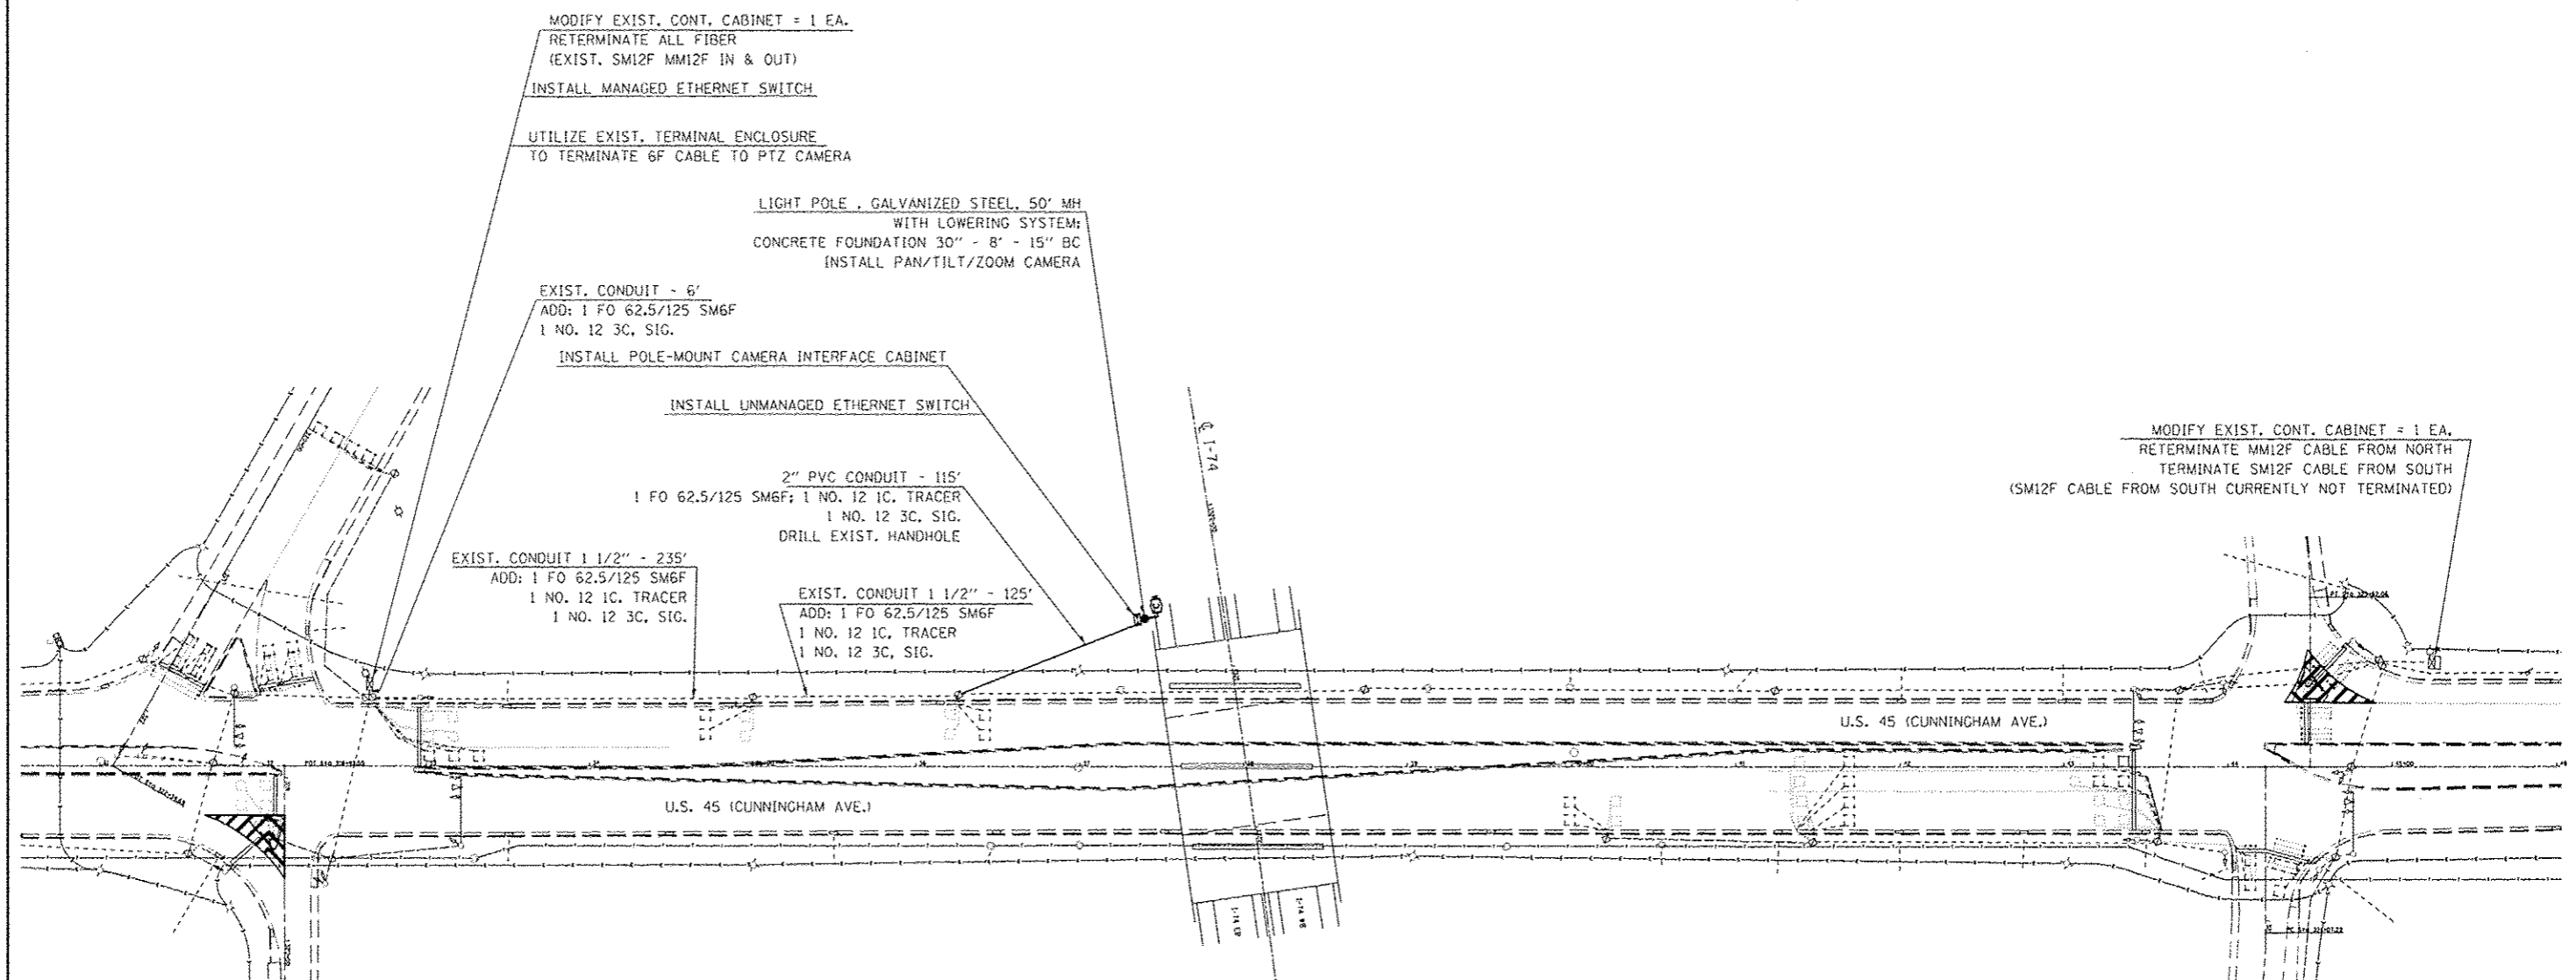 MODIFY EXIST. CONT. CABINET = 1 EA.
RETERMINATE ALL FIBER
(EXIST. SM12F MM12F IN & OUT)
INSTALL MANAGED ETHERNET SWITCH
UTILIZE EXIST. TERMINAL ENCLOSURE
TO TERMINATE 6F CABLE TO PTZ CAMERA
LIGHT POLE , GALVANIZED STEEL, 50' MH
WITH LOWERING SYSTEM;
CONCRETE FOUNDATION 30" - 8' - 15" BC
INSTALL PAN/TILT/ZOOM CAMERA
EXIST. CONDUIT - 6'
ADD: 1 FO 62.5/125 SM6F
1 NO. 12 3C, SIG.
INSTALL POLE-MOUNT CAMERA INTERFACE CABINET
INSTALL UNMANAGED ETHERNET SWITCH
2" PVC CONDUIT - 115'
1 FO 62.5/125 SM6F; 1 NO. 12 1C, TRACER
1 NO. 12 3C, SIG.
DRILL EXIST. HANDHOLE
EXIST. CONDUIT 1 1/2" - 235'
ADD: 1 FO 62.5/125 SM6F
1 NO. 12 1C, TRACER
1 NO. 12 3C, SIG.
EXIST. CONDUIT 1 1/2" - 125'
ADD: 1 FO 62.5/125 SM6F
1 NO. 12 1C, TRACER
1 NO. 12 3C, SIG.
℄ I-74
MODIFY EXIST. CONT. CABINET = 1 EA.
RETERMINATE MM12F CABLE FROM NORTH
TERMINATE SM12F CABLE FROM SOUTH
(SM12F CABLE FROM SOUTH CURRENTLY NOT TERMINATED)
U.S. 45 (CUNNINGHAM AVE.)
U.S. 45 (CUNNINGHAM AVE.)